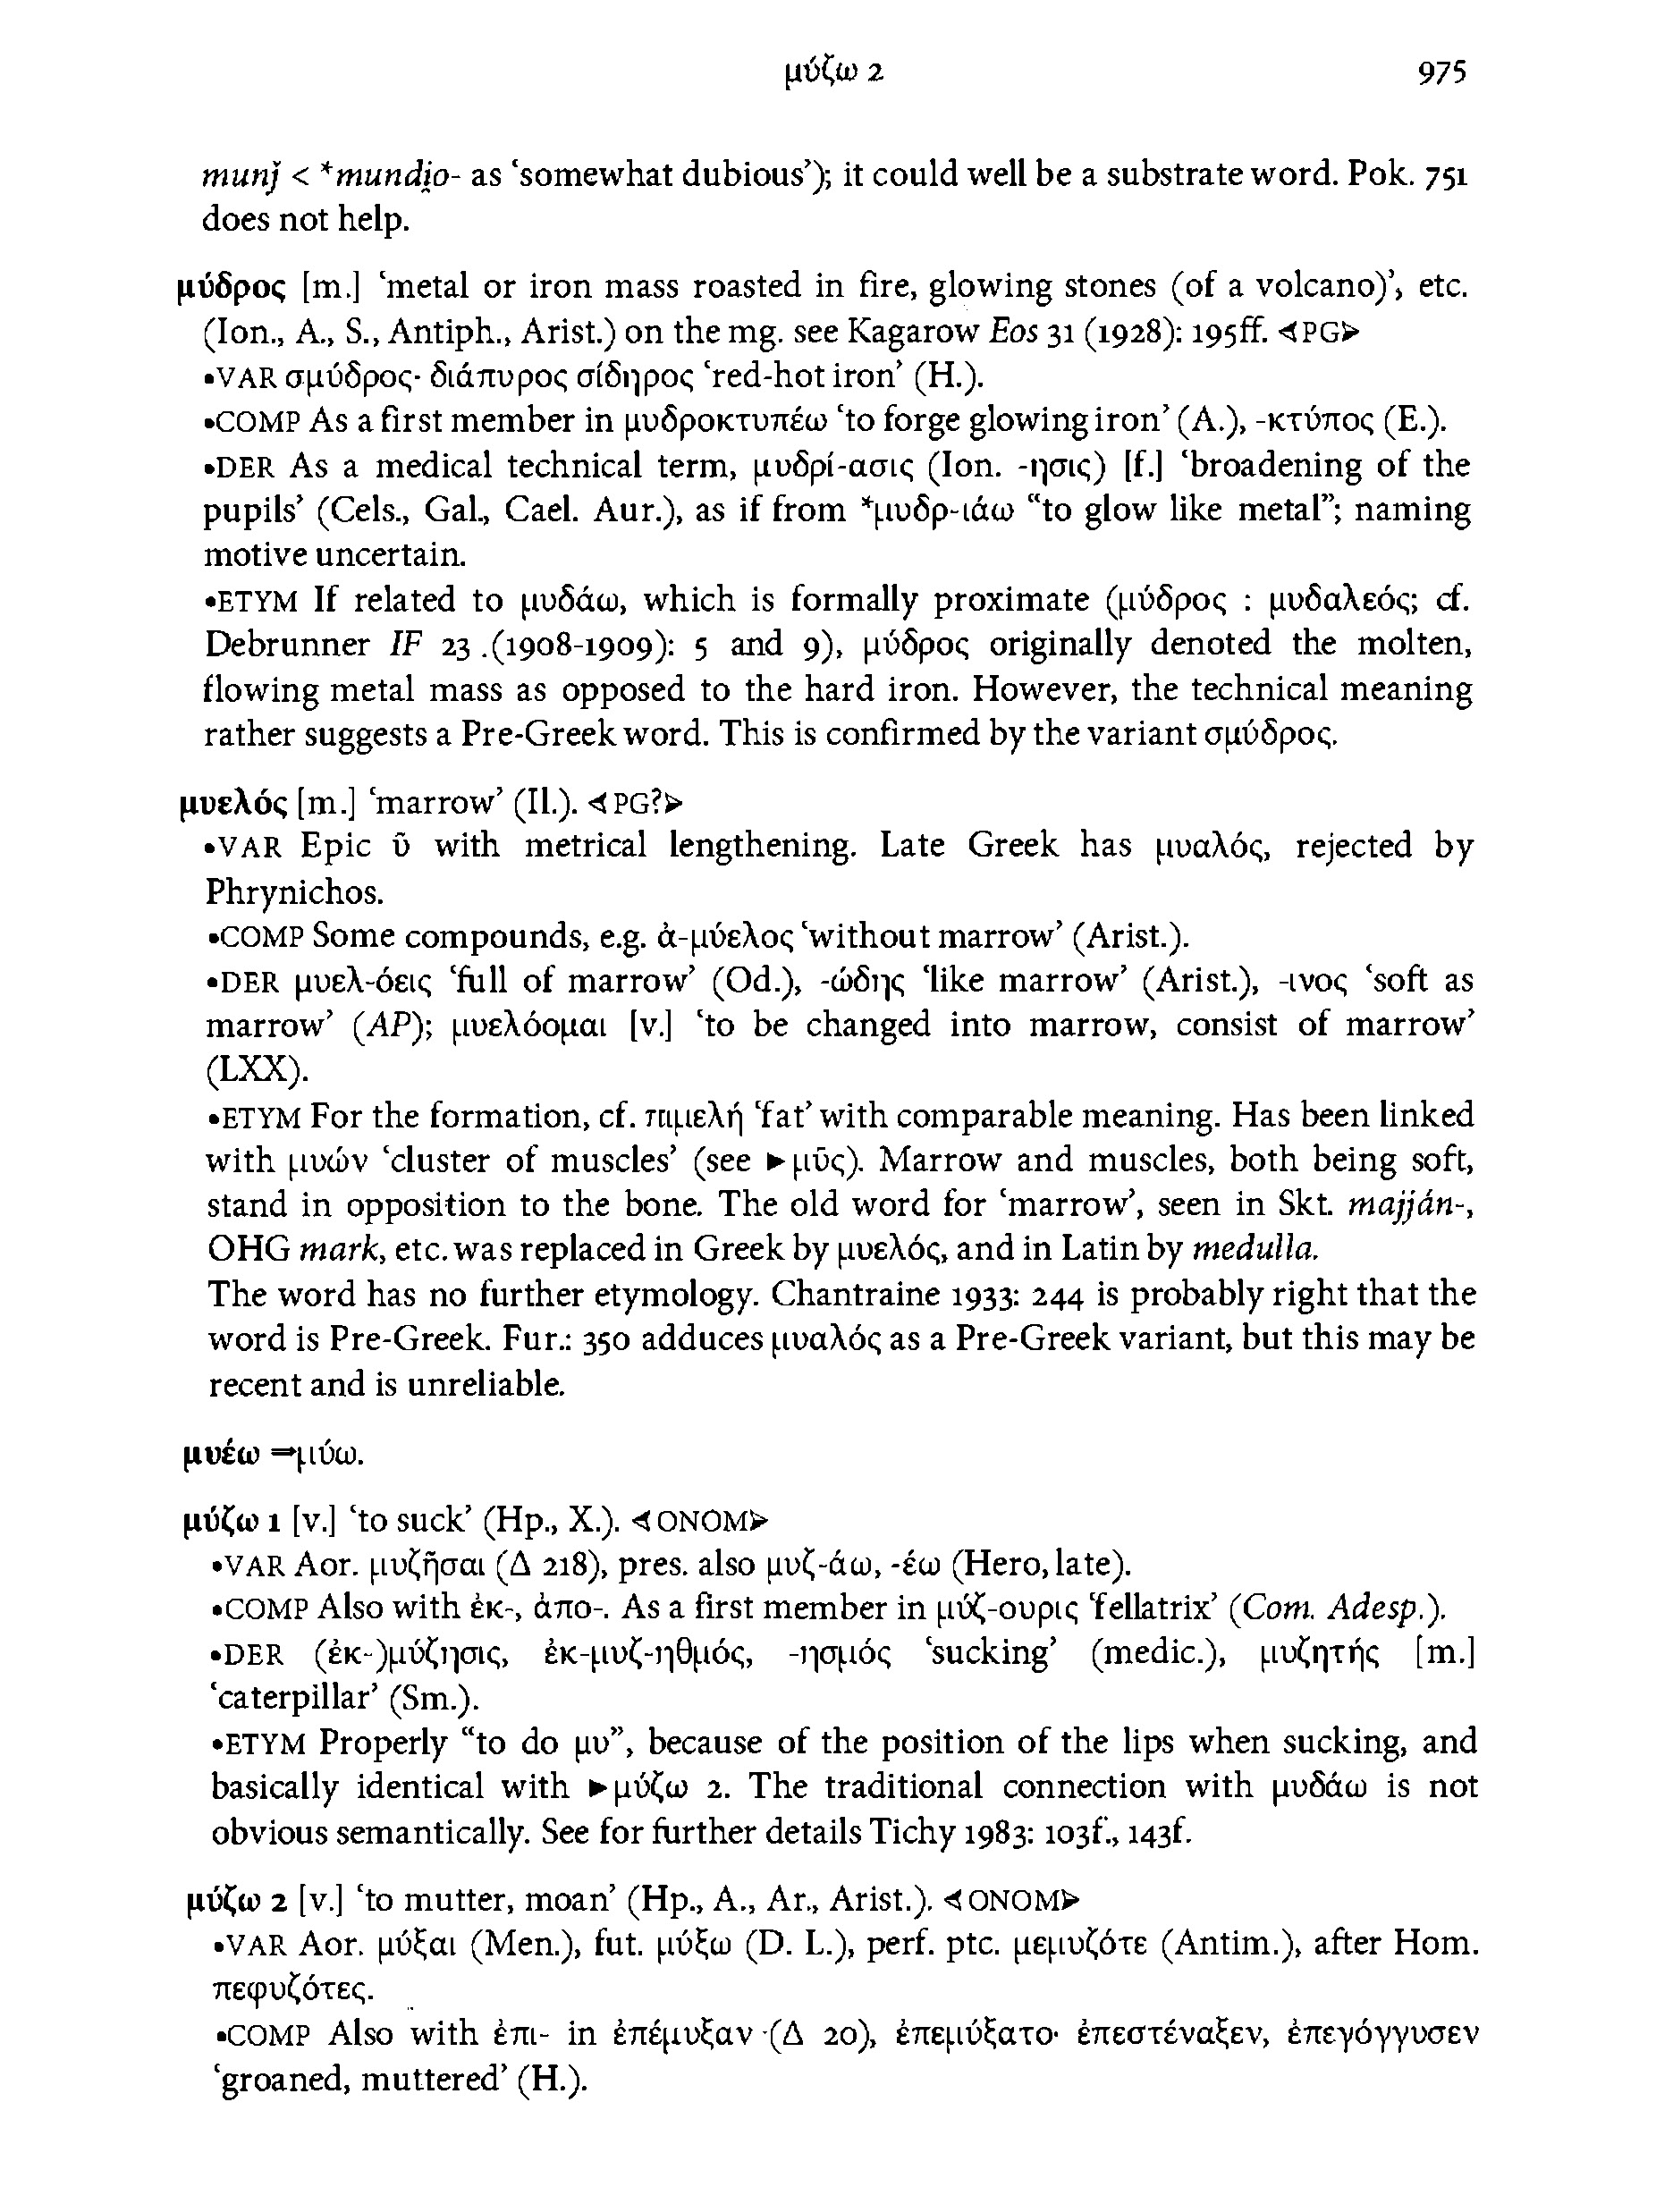 μύζω 2 975
munǰ < *mundi̯o- as ‘somewhat dubious’); it could well be a substrate word. Pok. 751
does not help.
μύδρος [m.] ‘metal or iron mass roasted in fire, glowing stones (of a volcano)’, etc.
(Ion., A., S., Antiph., Arist.) on the mg. see Kagarow Eos 31 (1928): 195ff. ◁PG▷
•VAR σμύδρος· διάπυρος σίδηρος ‘red-hot iron’ (H.).
•COMP As a first member in μυδροκτυπέω ‘to forge glowing iron’ (A.), -κτύπος (E.).
•DER As a medical technical term, μυδρί-ασις (Ion. -ησις) [f.] ‘broadening of the
pupils’ (Cels., Gal., Cael. Aur.), as if from *μυδρ-ιάω “to glow like metal”; naming
motive uncertain.
•ETYM If related to μυδάω, which is formally proximate (μύδρος : μυδαλεός; cf.
Debrunner IF 23 .(1908-1909): 5 and 9), μύδρος originally denoted the molten,
flowing metal mass as opposed to the hard iron. However, the technical meaning
rather suggests a Pre-Greek word. This is confirmed by the variant σμύδρος.
μυελός [m.] ‘marrow’ (Il.). ◁PG?▷
•VAR Epic ῡ with metrical lengthening. Late Greek has μυαλός, rejected by
Phrynichos.
•COMP Some compounds, e.g. ἀ-μύελος ‘without marrow’ (Arist.).
•DER μυελ-όεις ‘full of marrow’ (Od.), -ώδης ‘like marrow’ (Arist.), -ινος ‘soft as
marrow’ (AP); μυελόομαι [v.] ‘to be changed into marrow, consist of marrow’
(LXX).
•ETYM For the formation, cf. πιμελή ‘fat’ with comparable meaning. Has been linked
with μυών ‘cluster of muscles’ (see ►μῦς). Marrow and muscles, both being soft,
stand in opposition to the bone. The old word for ‘marrow’, seen in Skt. majján-,
OHG mark, etc. was replaced in Greek by μυελός, and in Latin by medulla.
The word has no further etymology. Chantraine 1933: 244 is probably right that the
word is Pre-Greek. Fur.: 350 adduces μυαλός as a Pre-Greek variant, but this may be
recent and is unreliable.
μυέω ⇒μύω.
μύζω 1 [v.] ‘to suck’ (Hp., X.). ◁ONOM▷
•VAR Aor. μυζῆσαι (Δ 218), pres. also μυζ-άω, -έω (Hero, late).
•COMP Also with ἐκ-, ἀπο-. As a first member in μύζ-ουρις ‘fellatrix’ (Com. Adesp.).
•DER (ἐκ-)μύζησις, ἐκ-μυζ-ηθμός, -ησμός ‘sucking’ (medic.), μυζητής [m.]
‘caterpillar’ (Sm.).
•ETYM Properly “to do μυ”, because of the position of the lips when sucking, and
basically identical with ►μύζω 2. The traditional connection with μυδάω is not
obvious semantically. See for further details Tichy 1983: 103f., 143f.
μύζω 2 [v.] ‘to mutter, moan’ (Hp., A., Ar., Arist.). ◁ONOM▷
•VAR Aor. μύξαι (Men.), fut. μύξω (D. L.), perf. ptc. μεμυζότε (Antim.), after Hom.
πεφυζότες.
•COMP Also with ἐπι- in ἐπέμυξαν (Δ 20), ἐπεμύξατο· ἐπεστέναξεν, ἐπεγόγγυσεν
‘groaned, muttered’ (H.).